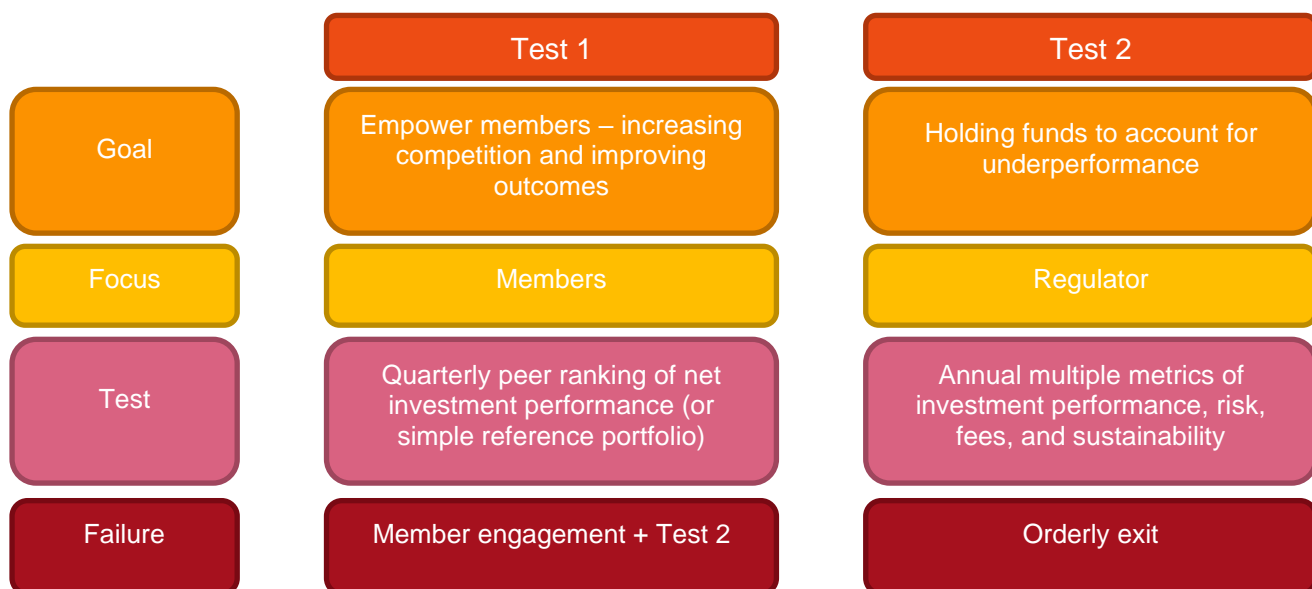 Test 1
Test 2
Goal
Empower members – increasing
competition and improving
outcomes
Holding funds to account for
underperformance
Focus
Members
Regulator
Test
Quarterly peer ranking of net
investment performance (or
simple reference portfolio)
Annual multiple metrics of
investment performance, risk,
fees, and sustainability
Failure
Member engagement + Test 2
Orderly exit